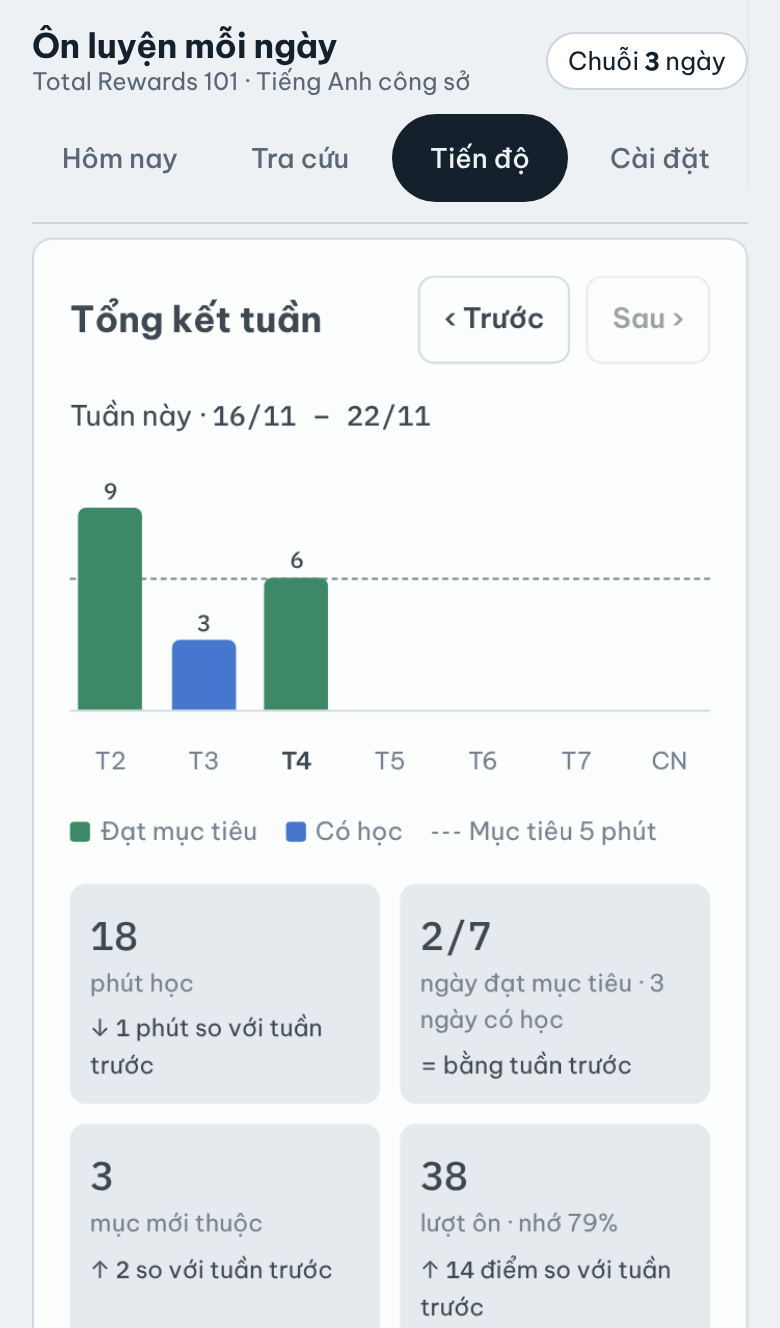 Ôn luyện mỗi ngày
Total Rewards 101 · Tiếng Anh công sở
Chuỗi 3 ngày
Hôm nay
Tra cứu
Tiến độ
Cài đặt
Tổng kết tuần
‹ Trước
Sau ›
Tuần này · 16/11 – 22/11
9
3
6
T2
T3
T4
T5
T6
T7
CN
Đạt mục tiêu
Có học
--- Mục tiêu 5 phút
18
phút học
↓ 1 phút so với tuần
trước
2/7
ngày đạt mục tiêu · 3
ngày có học
= bằng tuần trước
3
mục mới thuộc
↑ 2 so với tuần trước
38
lượt ôn · nhớ 79%
↑ 14 điểm so với tuần
trước